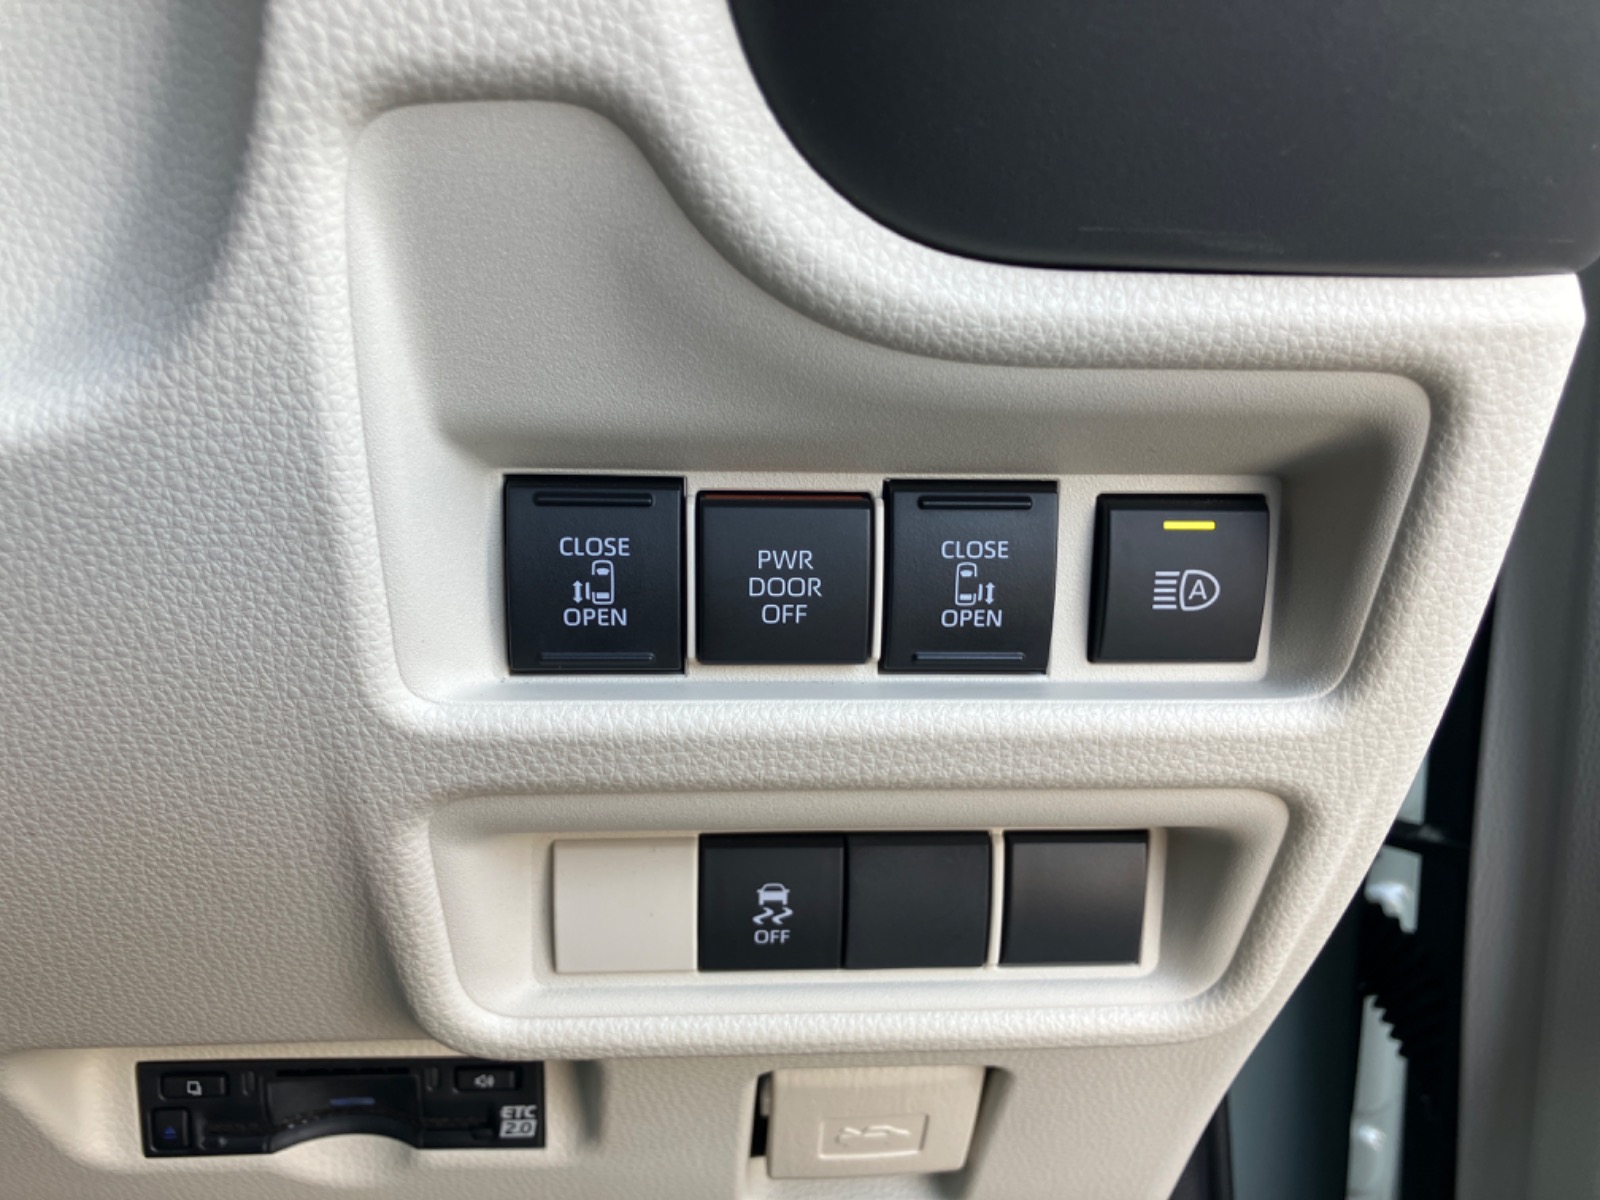 CLOSE
OPEN
PWR
DOOR
OFF
CLOSE
OPEN
A
OFF
ETC
2.0